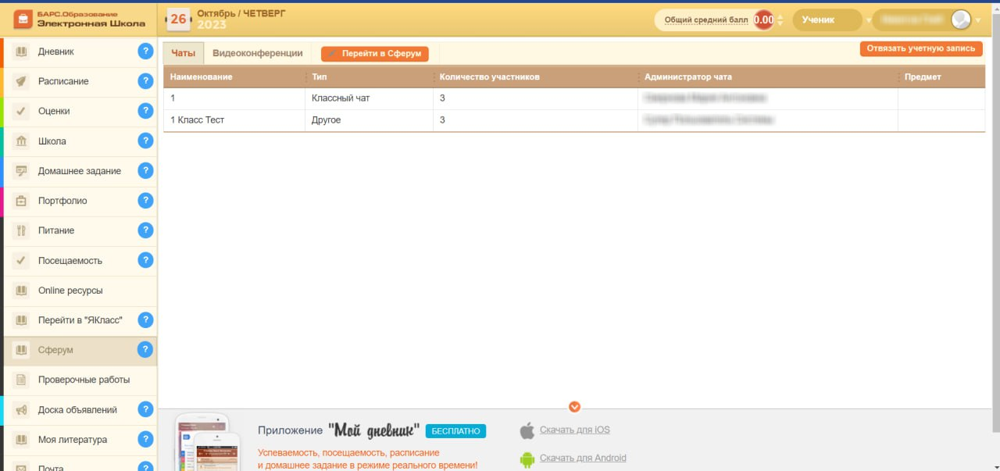 БАРС.Образование
Электронная Школа
26
Октябрь / ЧЕТВЕРГ
2023
Общий средний балл 0.00
Ученик
Дневник ?
Расписание ?
Оценки ?
Школа ?
Домашнее задание ?
Портфолио ?
Питание ?
Посещаемость ?
Online ресурсы
Перейти в "ЯКласс" ?
Сферум ?
Проверочные работы
Доска объявлений ?
Моя литература ?
Почта ?
Чаты
Видеоконференции
Перейти в Сферум
Отвязать учетную запись
Наименование Тип Количество участников Администратор чата Предмет
1 Классный чат 3
1 Класс Тест Другое 3
Приложение "Мой дневник" БЕСПЛАТНО
Успеваемость, посещаемость, расписание
и домашнее задание в режиме реального времени!
Скачать для iOS
Скачать для Android